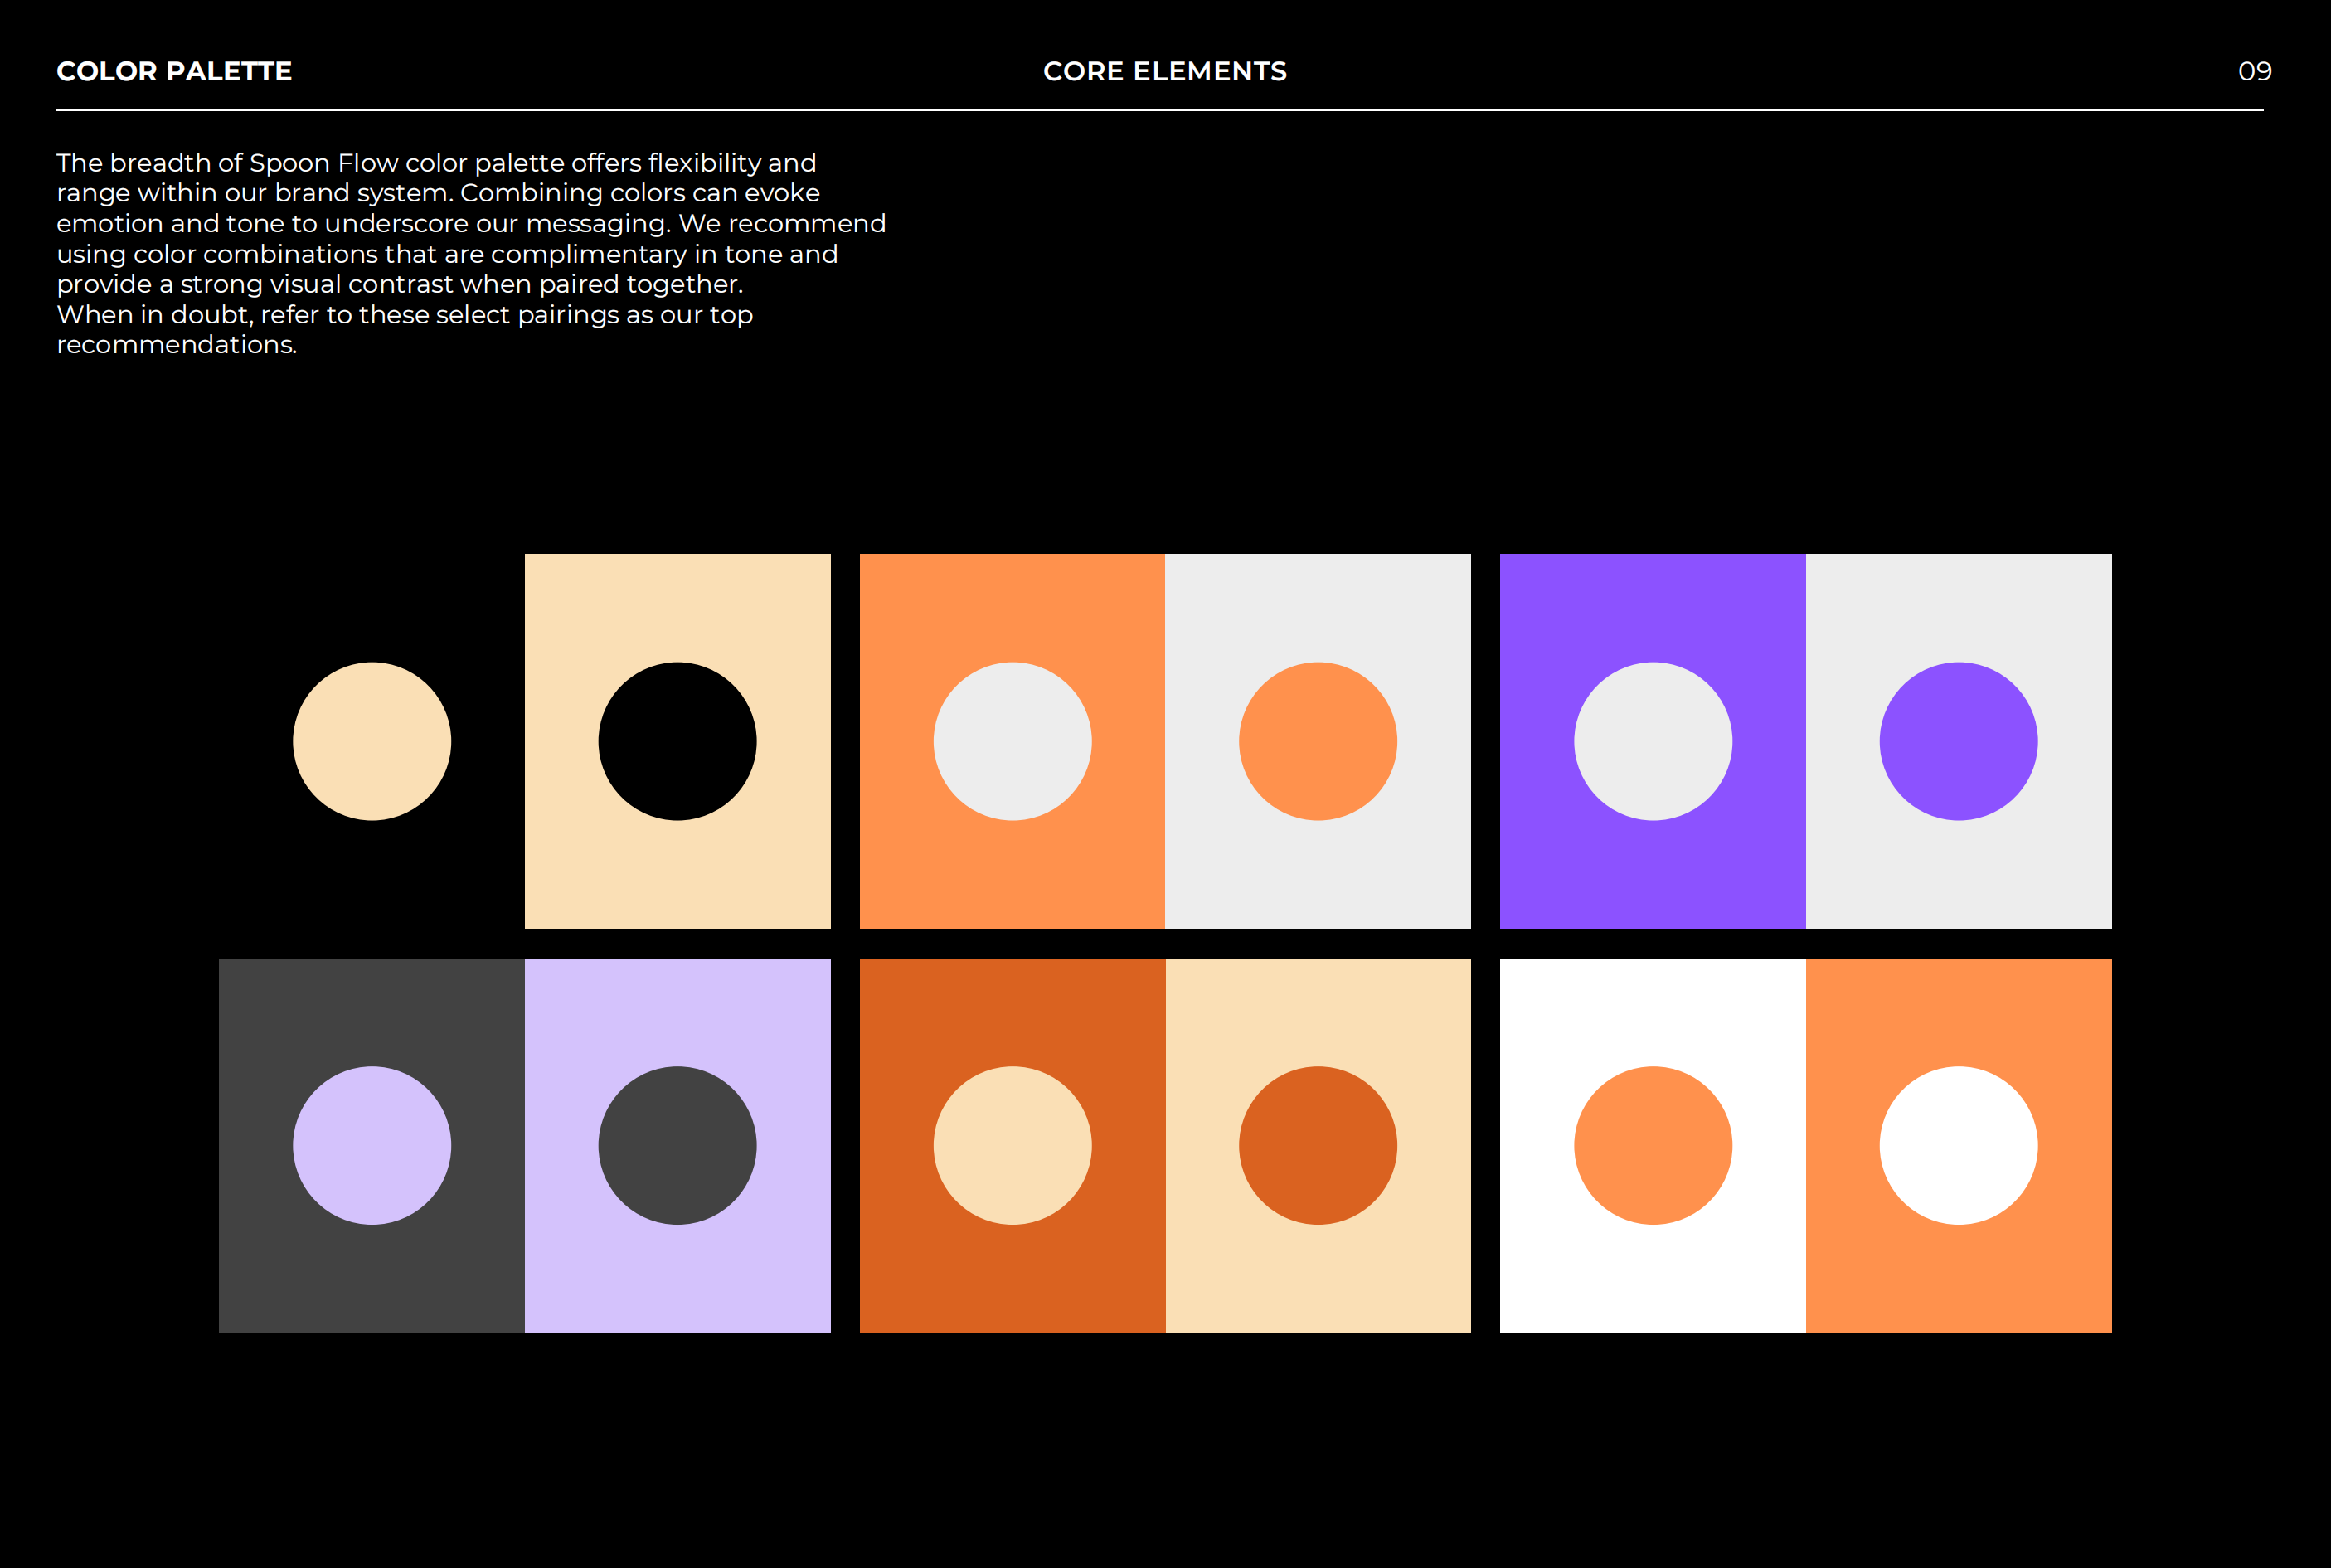 COLOR PALETTE
CORE ELEMENTS
09
The breadth of Spoon Flow color palette offers flexibility and
range within our brand system. Combining colors can evoke
emotion and tone to underscore our messaging. We recommend
using color combinations that are complimentary in tone and
provide a strong visual contrast when paired together.
When in doubt, refer to these select pairings as our top
recommendations.